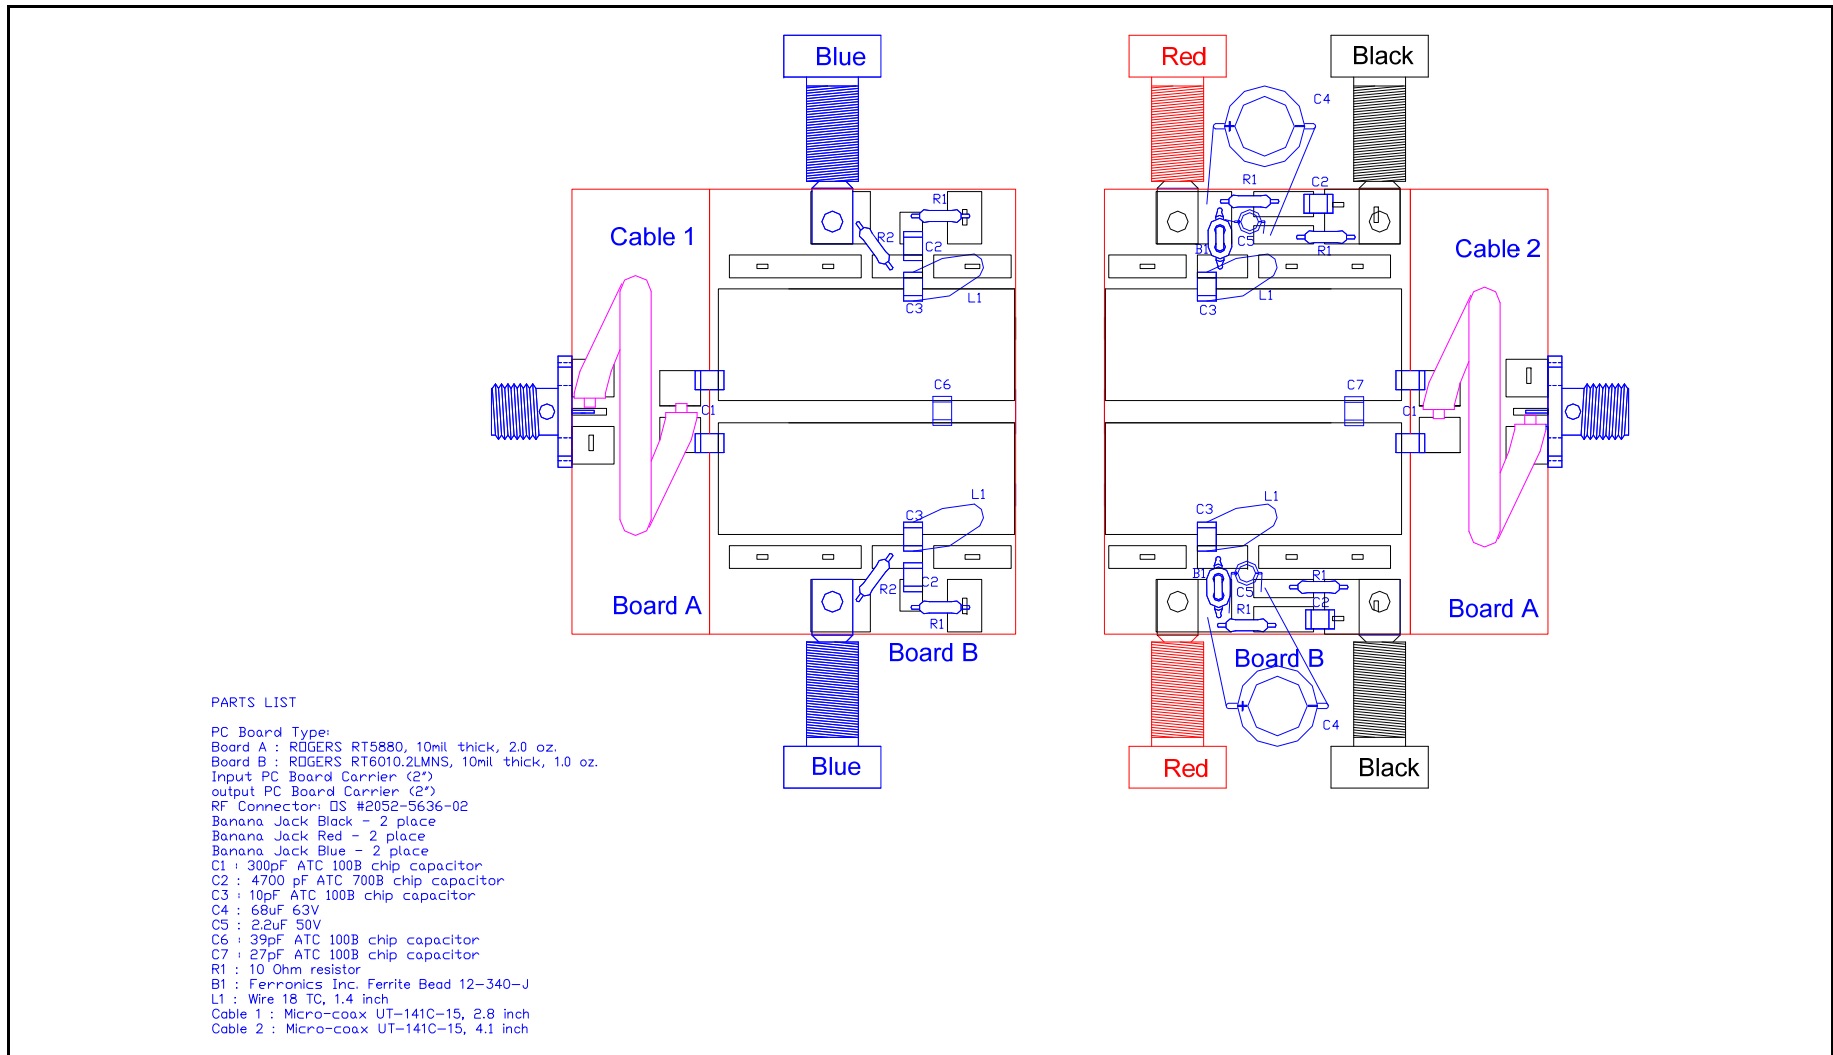 Blue
Red
Black
C4
R1
C2
R1
R2
C2
C5
B1
R1
Cable 1
Cable 2
L1
C3
L1
C3
C6
C7
C1
C1
L1
C3
L1
C3
B1
R1
C5
C2
R2
C2
R1
R1
Board A
Board A
Board B
Board B
C4
Blue
Red
Black
PARTS LIST
PC Board Type:
Board A : ROGERS RT5880, 10mil thick, 2.0 oz.
Board B : ROGERS RT6010.2LMNS, 10mil thick, 1.0 oz.
Input PC Board Carrier (2")
output PC Board Carrier (2")
RF Connector: OS #2052-5636-02
Banana Jack Black - 2 place
Banana Jack Red - 2 place
Banana Jack Blue - 2 place
C1 : 300pF ATC 100B chip capacitor
C2 : 4700 pF ATC 700B chip capacitor
C3 : 10pF ATC 100B chip capacitor
C4 : 68uF 63V
C5 : 2.2uF 50V
C6 : 39pF ATC 100B chip capacitor
C7 : 27pF ATC 100B chip capacitor
R1 : 10 Ohm resistor
B1 : Ferronics Inc. Ferrite Bead 12-340-J
L1 : Wire 18 TC, 1.4 inch
Cable 1 : Micro-coax UT-141C-15, 2.8 inch
Cable 2 : Micro-coax UT-141C-15, 4.1 inch